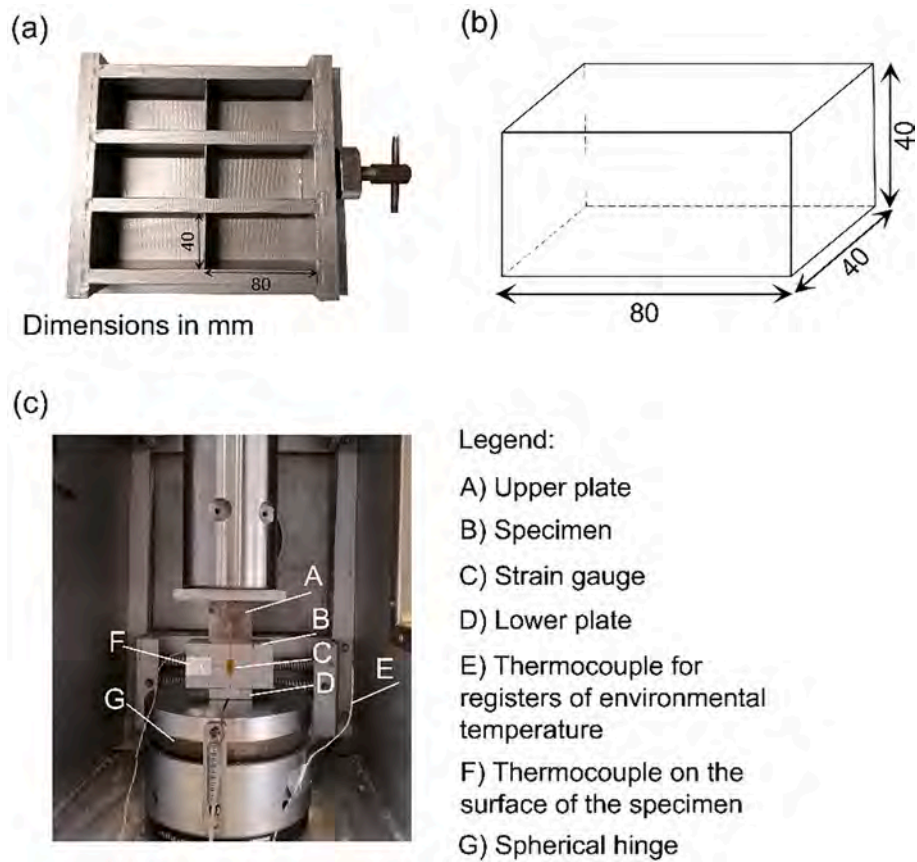 (a)
40
80
Dimensions in mm
(b)
40
40
80
(c)
A
B
C
D
E
F
G
Legend:
A) Upper plate
B) Specimen
C) Strain gauge
D) Lower plate
E) Thermocouple for
registers of environmental
temperature
F) Thermocouple on the
surface of the specimen
G) Spherical hinge